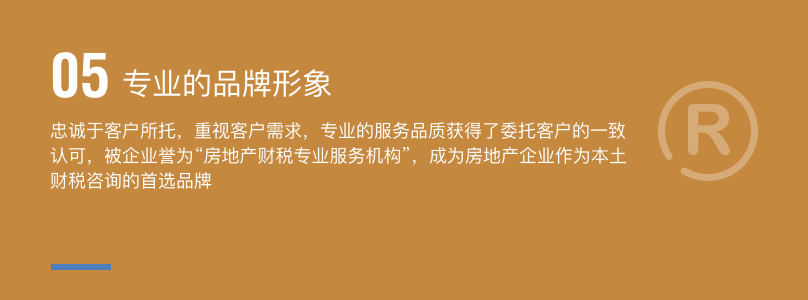 05 专业的品牌形象
忠诚于客户所托，重视客户需求，专业的服务品质获得了委托客户的一致
认可，被企业誉为“房地产财税专业服务机构”，成为房地产企业作为本土
财税咨询的首选品牌
R